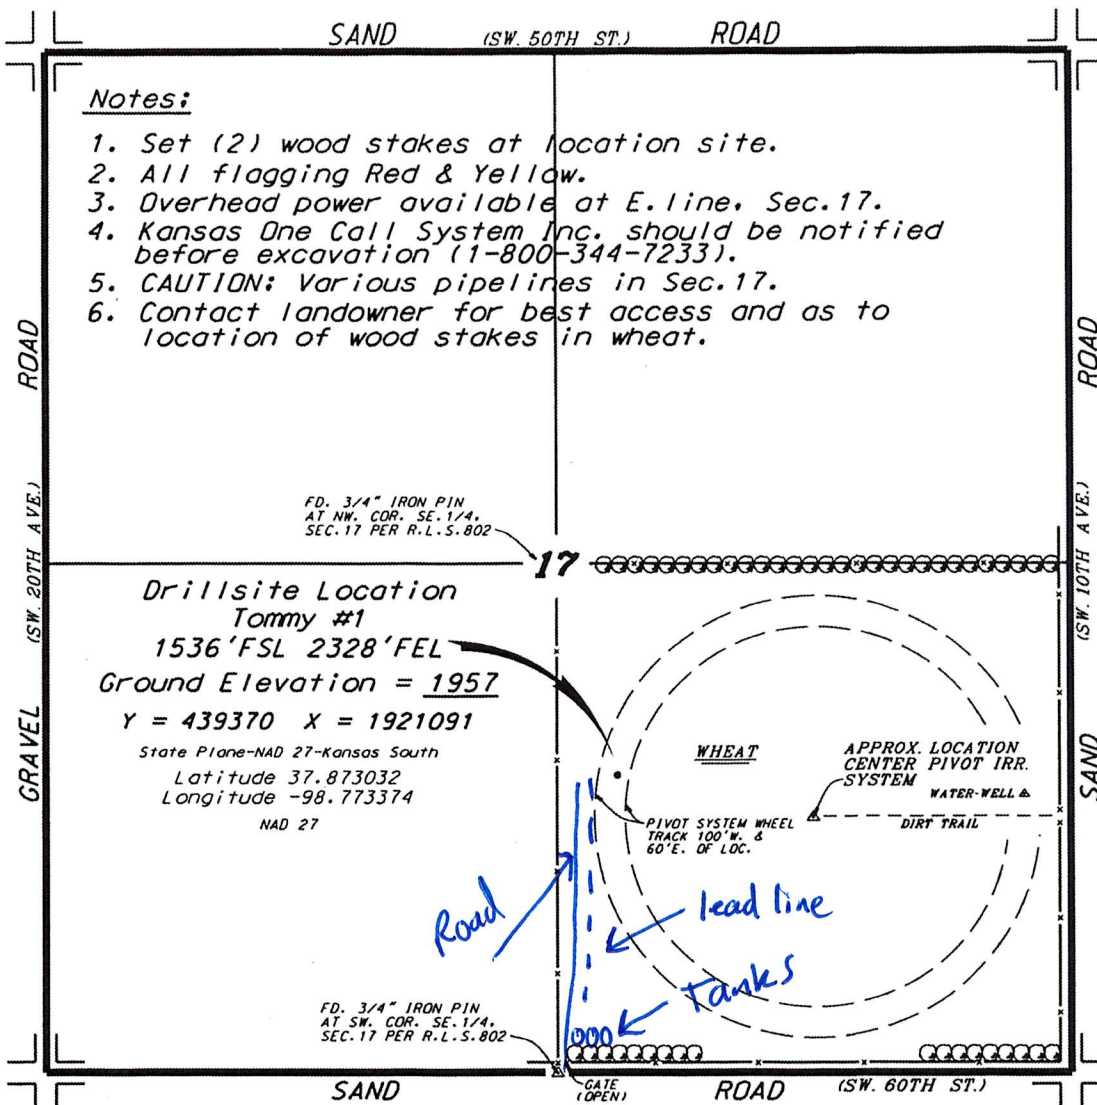 SAND (SW. 50TH ST.) ROAD
Notes:
1. Set (2) wood stakes at location site.
2. All flagging Red & Yellow.
3. Overhead power available at E. line, Sec. 17.
4. Kansas One Call System Inc. should be notified
before excavation (1-800-344-7233).
5. CAUTION: Various pipelines in Sec. 17.
6. Contact landowner for best access and as to
location of wood stakes in wheat.
GRAVEL (SW. 20TH AVE.) ROAD
SAND (SW. 10TH AVE.) ROAD
FD. 3/4" IRON PIN
AT NW. COR. SE. 1/4.
SEC. 17 PER R.L.S. 802
17
Drillsite Location
Tommy #1
1536'FSL 2328'FEL
Ground Elevation = 1957
Y = 439370 X = 1921091
State Plane-NAD 27-Kansas South
Latitude 37.873032
Longitude -98.773374
NAD 27
WHEAT
APPROX. LOCATION
CENTER PIVOT IRR.
SYSTEM
WATER-WELL
DIRT TRAIL
PIVOT SYSTEM WHEEL
TRACK 100'W. &
60'E. OF LOC.
Road
lead line
Tanks
FD. 3/4" IRON PIN
AT SW. COR. SE. 1/4.
SEC. 17 PER R.L.S. 802
GATE
(OPEN)
SAND ROAD (SW. 60TH ST.)